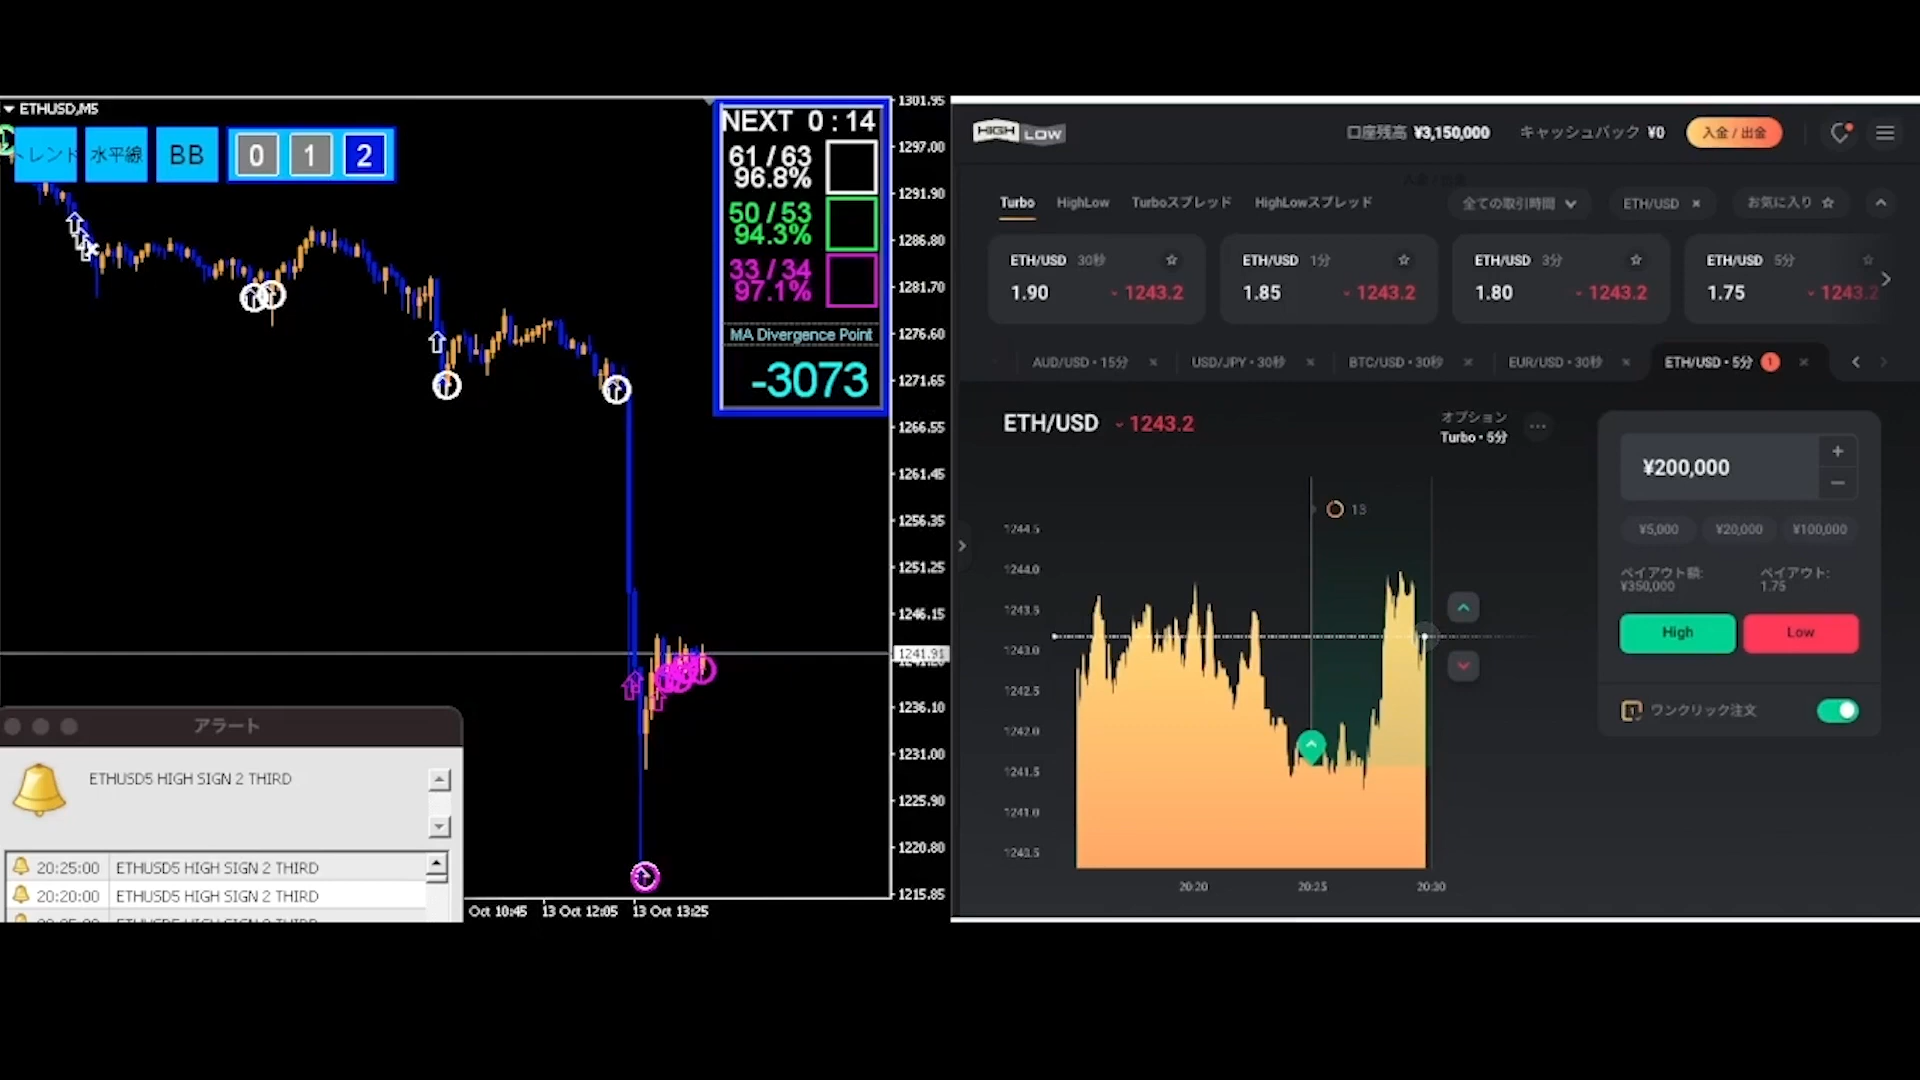 ETHUSD,M5
トレンド 水平線 BB 0 1 2
NEXT 0:14
61/63
96.8%
50/53
94.3%
33/34
97.1%
MA Divergence Point
-3073
1301.95
1297.00
1291.90
1286.80
1281.70
1276.60
1271.65
1266.55
1261.45
1256.35
1251.25
1246.15
1241.91
1236.10
1231.00
1225.90
1220.80
1215.85
Oct 10:45 13 Oct 12:05 13 Oct 13:25
アラート
ETHUSD5 HIGH SIGN 2 THIRD
20:25:00 ETHUSD5 HIGH SIGN 2 THIRD
20:20:00 ETHUSD5 HIGH SIGN 2 THIRD
HIGH LOW
口座残高 ¥3,150,000 キャッシュバック ¥0 入金 / 出金
Turbo HighLow Turboスプレッド HighLowスプレッド 全ての取引時間 ETHUSD × お気に入り
ETH/USD 30秒 ETH/USD 1分 ETH/USD 3分 ETH/USD 5分
1.90 1243.2 1.85 1243.2 1.80 1243.2 1.75 1243.2
AUD/USD・15分 × USD/JPY・30秒 × BTC/USD・30秒 × EUR/USD・30秒 × ETH/USD・5分 1 ×
ETH/USD 1243.2
オプション
Turbo・5分
13
1244.5
1244.0
1243.5
1243.0
1242.5
1242.0
1241.5
1241.0
1240.5
20:20 20:25 20:30
¥200,000
¥5,000 ¥20,000 ¥100,000
ペイアウト額: ペイアウト:
¥350,000 1.75
High Low
ワンクリック注文